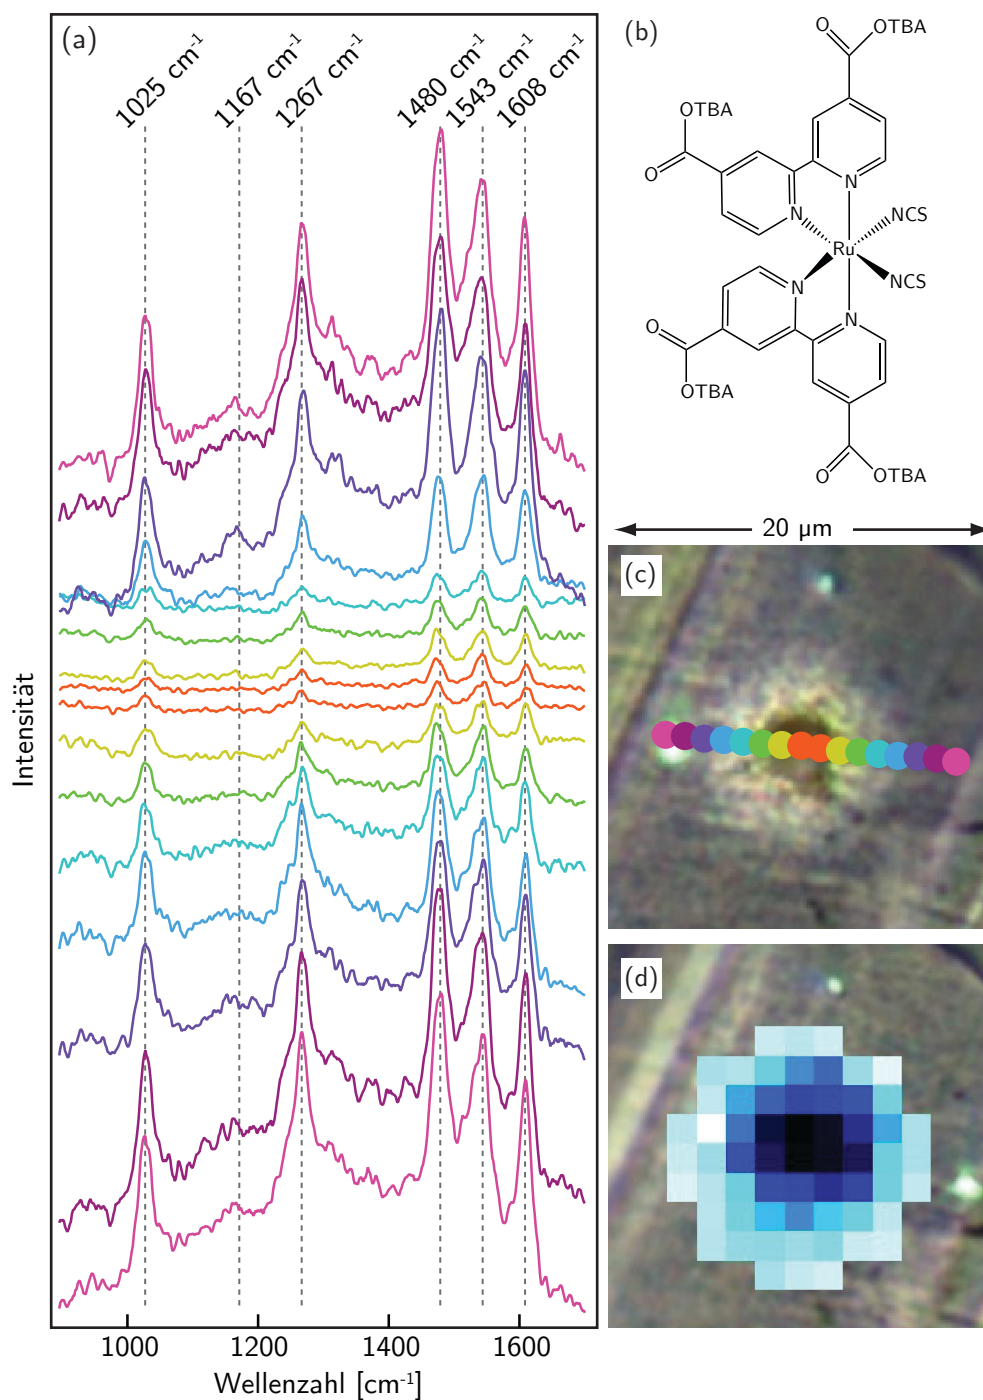 (a)
1025 cm⁻¹
1167 cm⁻¹
1267 cm⁻¹
1480 cm⁻¹
1543 cm⁻¹
1608 cm⁻¹
Intensität
1000 1200 1400 1600
Wellenzahl [cm⁻¹]
(b)
O OTBA
OTBA
O
N
N NCS
Ru
N NCS
N
O
OTBA
O OTBA
20 µm
(c)
(d)